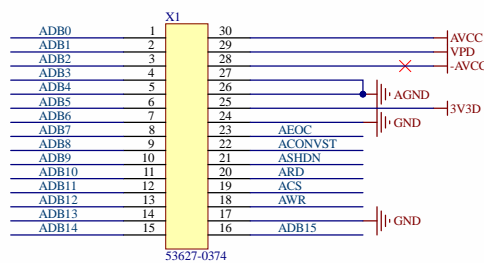 X1
ADB0 1 30 AVCC
ADB1 2 29 VPD
ADB2 3 28 -AVCC
ADB3 4 27
ADB4 5 26 AGND
ADB5 6 25 3V3D
ADB6 7 24 GND
ADB7 8 23 AEOC
ADB8 9 22 ACONVST
ADB9 10 21 ASHDN
ADB10 11 20 ARD
ADB11 12 19 ACS
ADB12 13 18 AWR
ADB13 14 17 GND
ADB14 15 16 ADB15
53627-0374